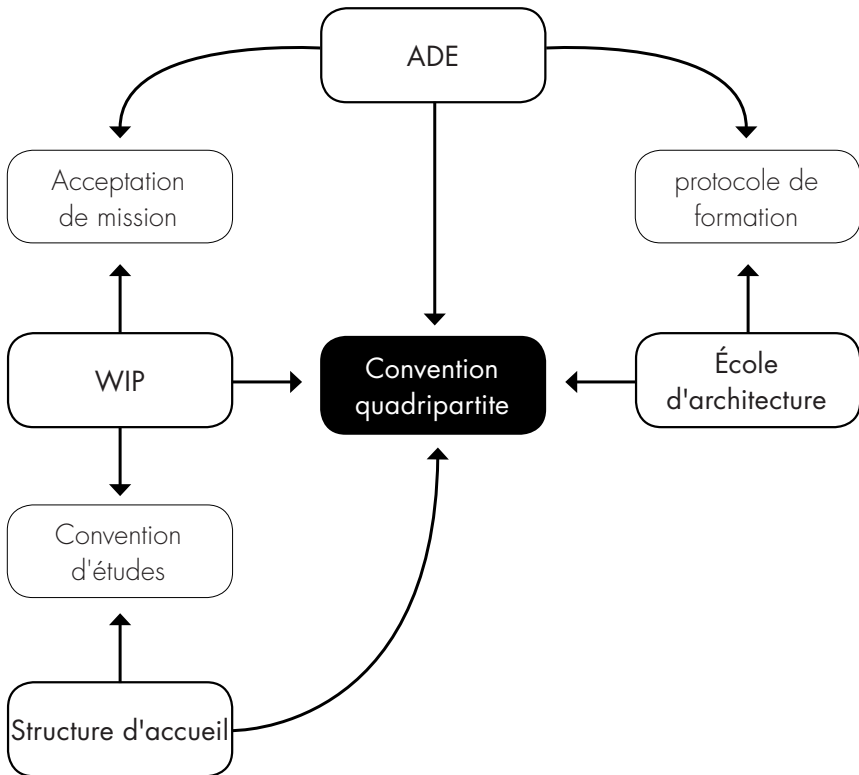 ADE
Acceptation
de mission
protocole de
formation
WIP
Convention
quadripartite
École
d'architecture
Convention
d'études
Structure d'accueil